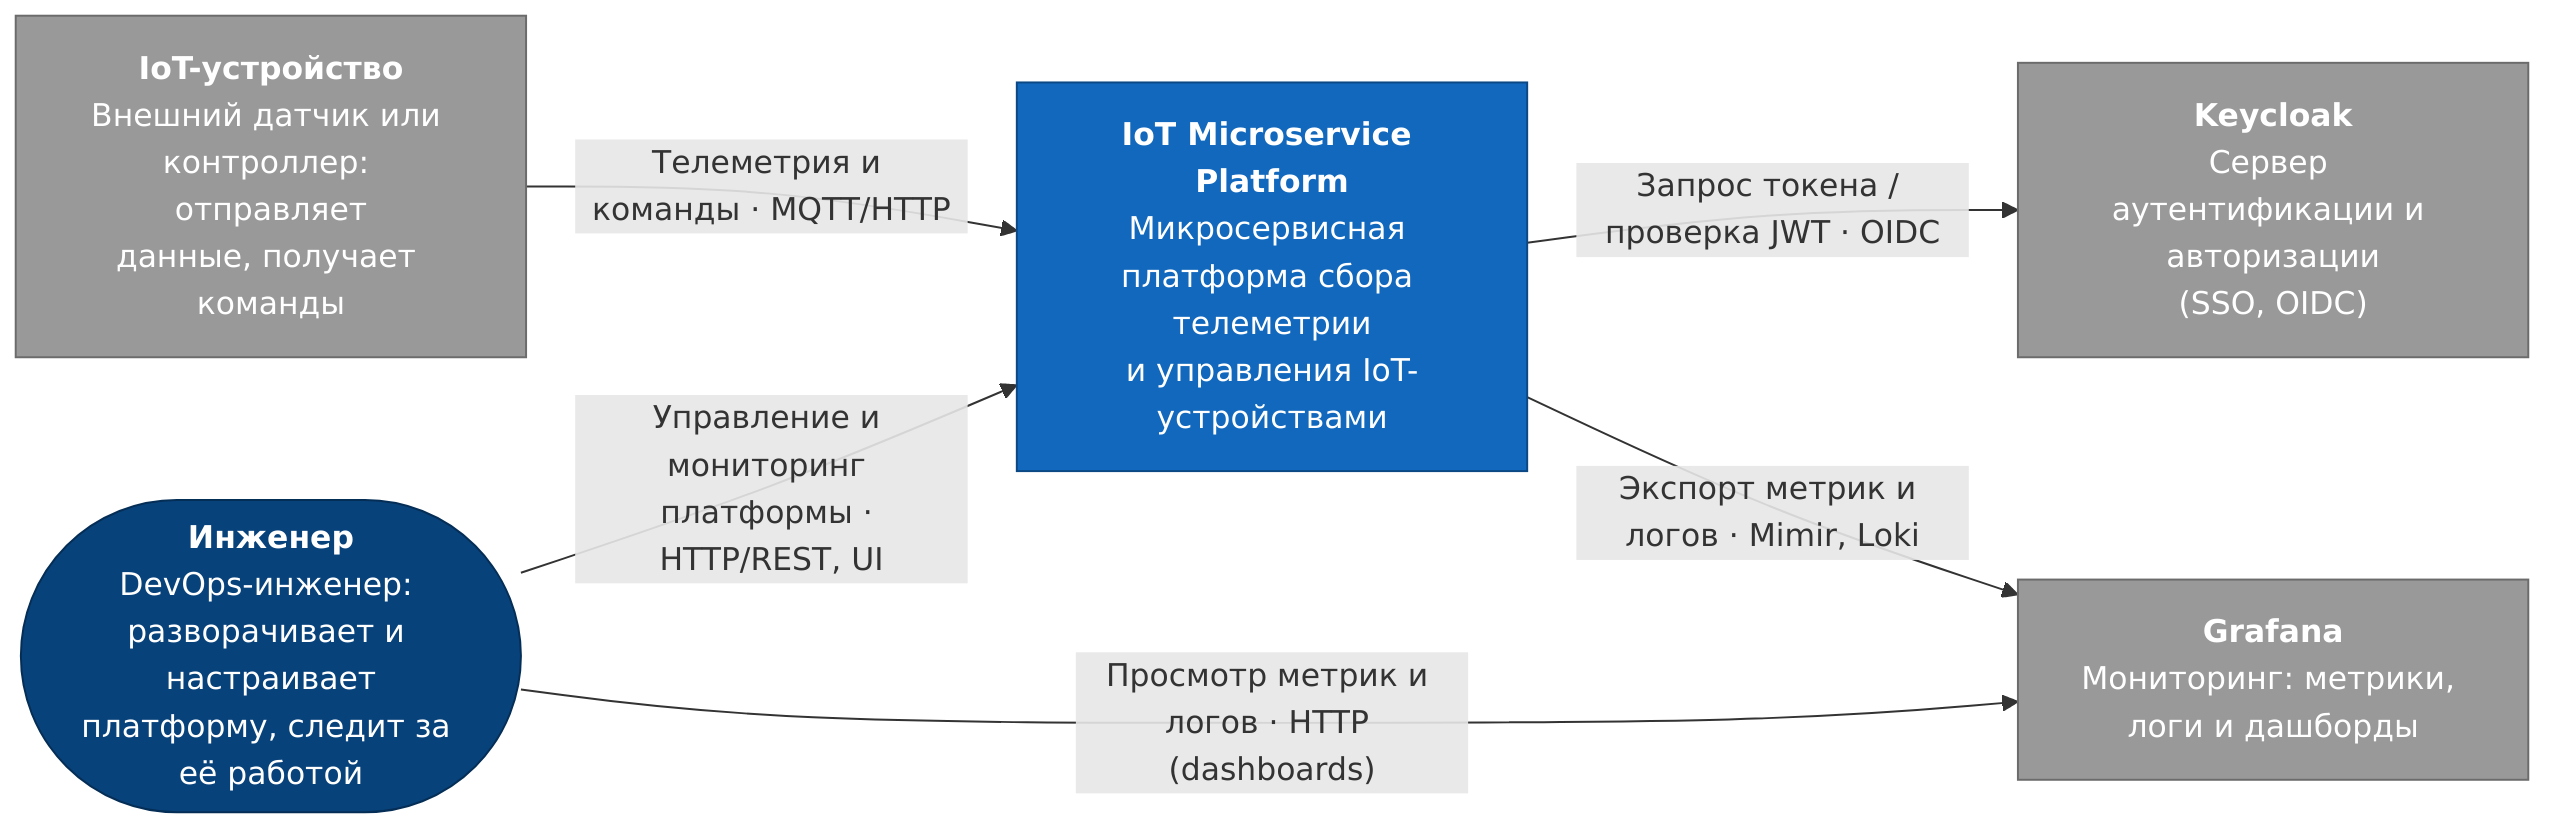 IoT-устройство
Внешний датчик или
контроллер:
отправляет
данные, получает
команды
Телеметрия и
команды · MQTT/HTTP
IoT Microservice
Platform
Микросервисная
платформа сбора
телеметрии
и управления IoT-
устройствами
Запрос токена /
проверка JWT · OIDC
Keycloak
Сервер
аутентификации и
авторизации
(SSO, OIDC)
Управление и
мониторинг
платформы ·
HTTP/REST, UI
Экспорт метрик и
логов · Mimir, Loki
Инженер
DevOps-инженер:
разворачивает и
настраивает
платформу, следит за
её работой
Просмотр метрик и
логов · HTTP
(dashboards)
Grafana
Мониторинг: метрики,
логи и дашборды